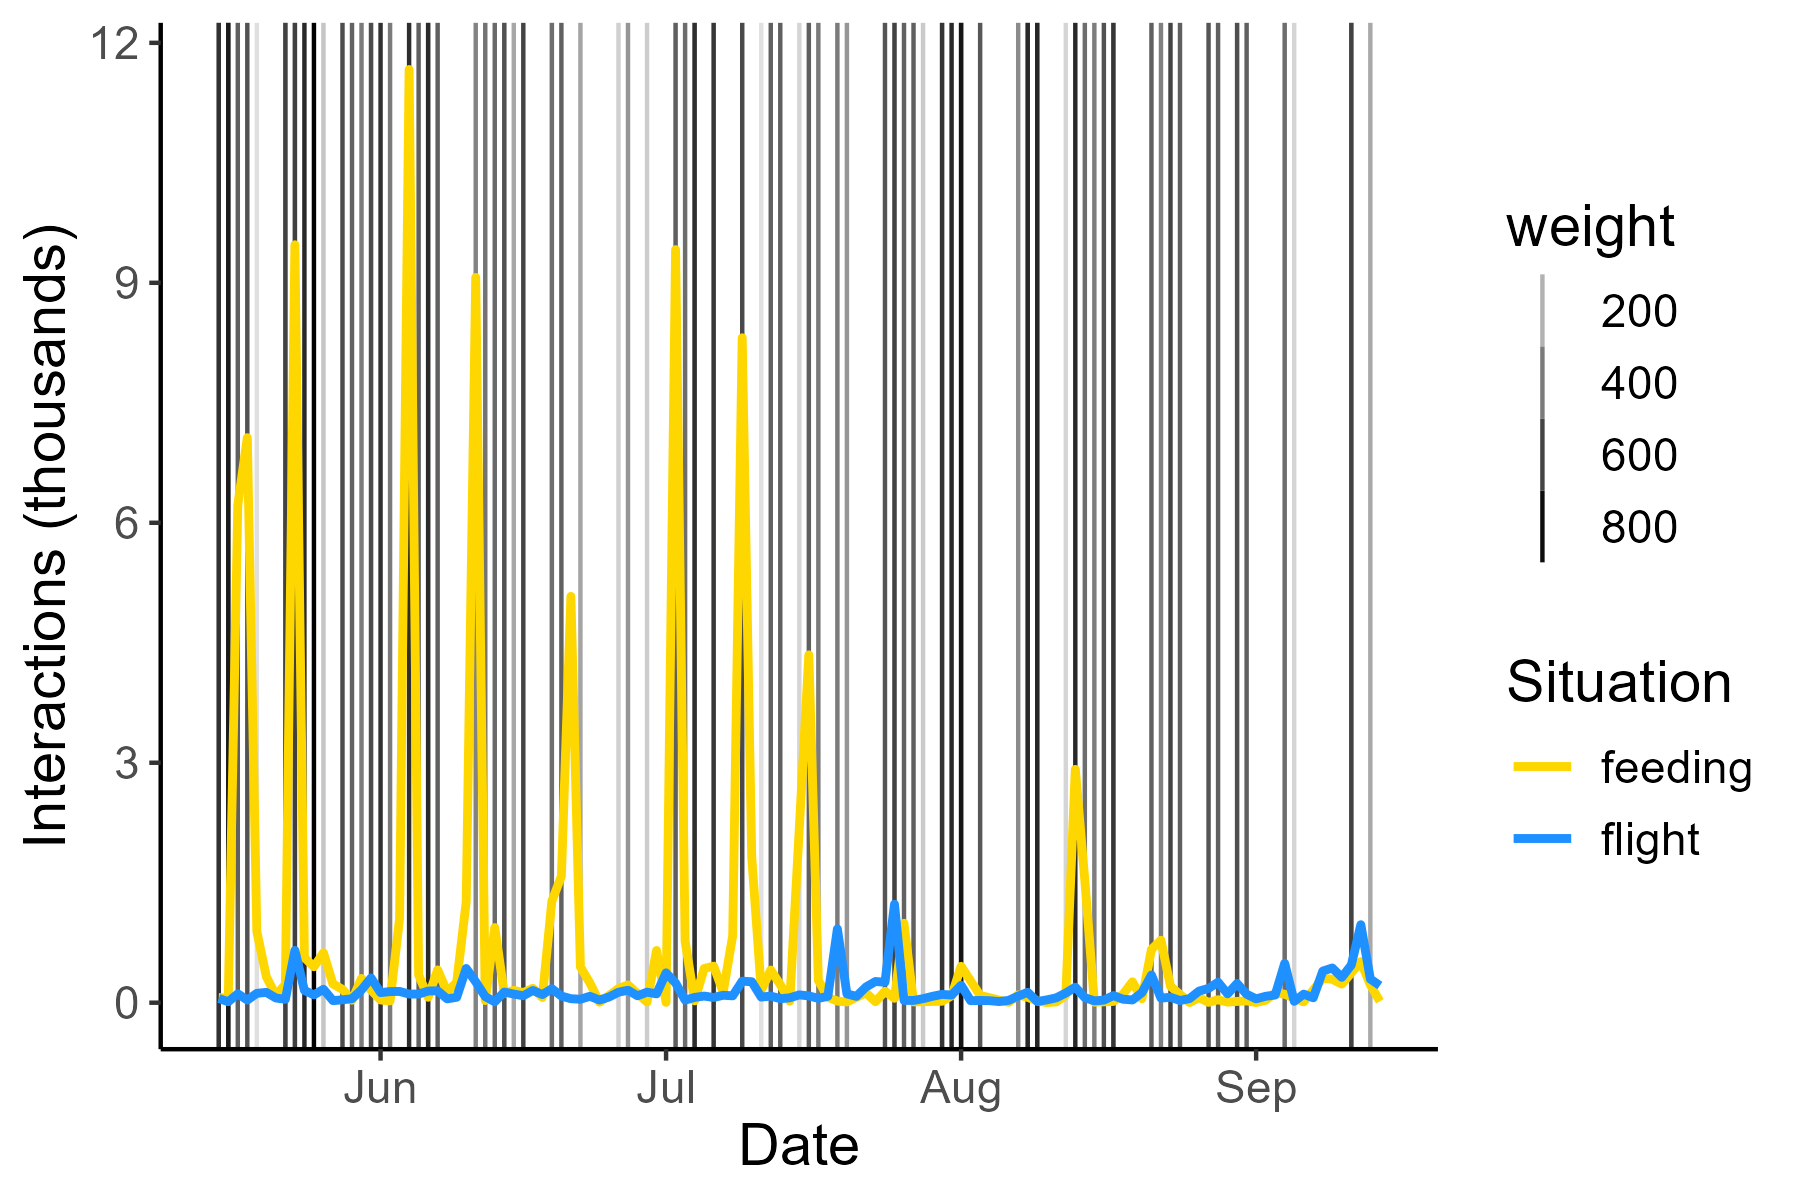 12
9
6
3
0
Interactions (thousands)
Jun Jul Aug Sep
Date
weight
200
400
600
800
Situation
feeding
flight